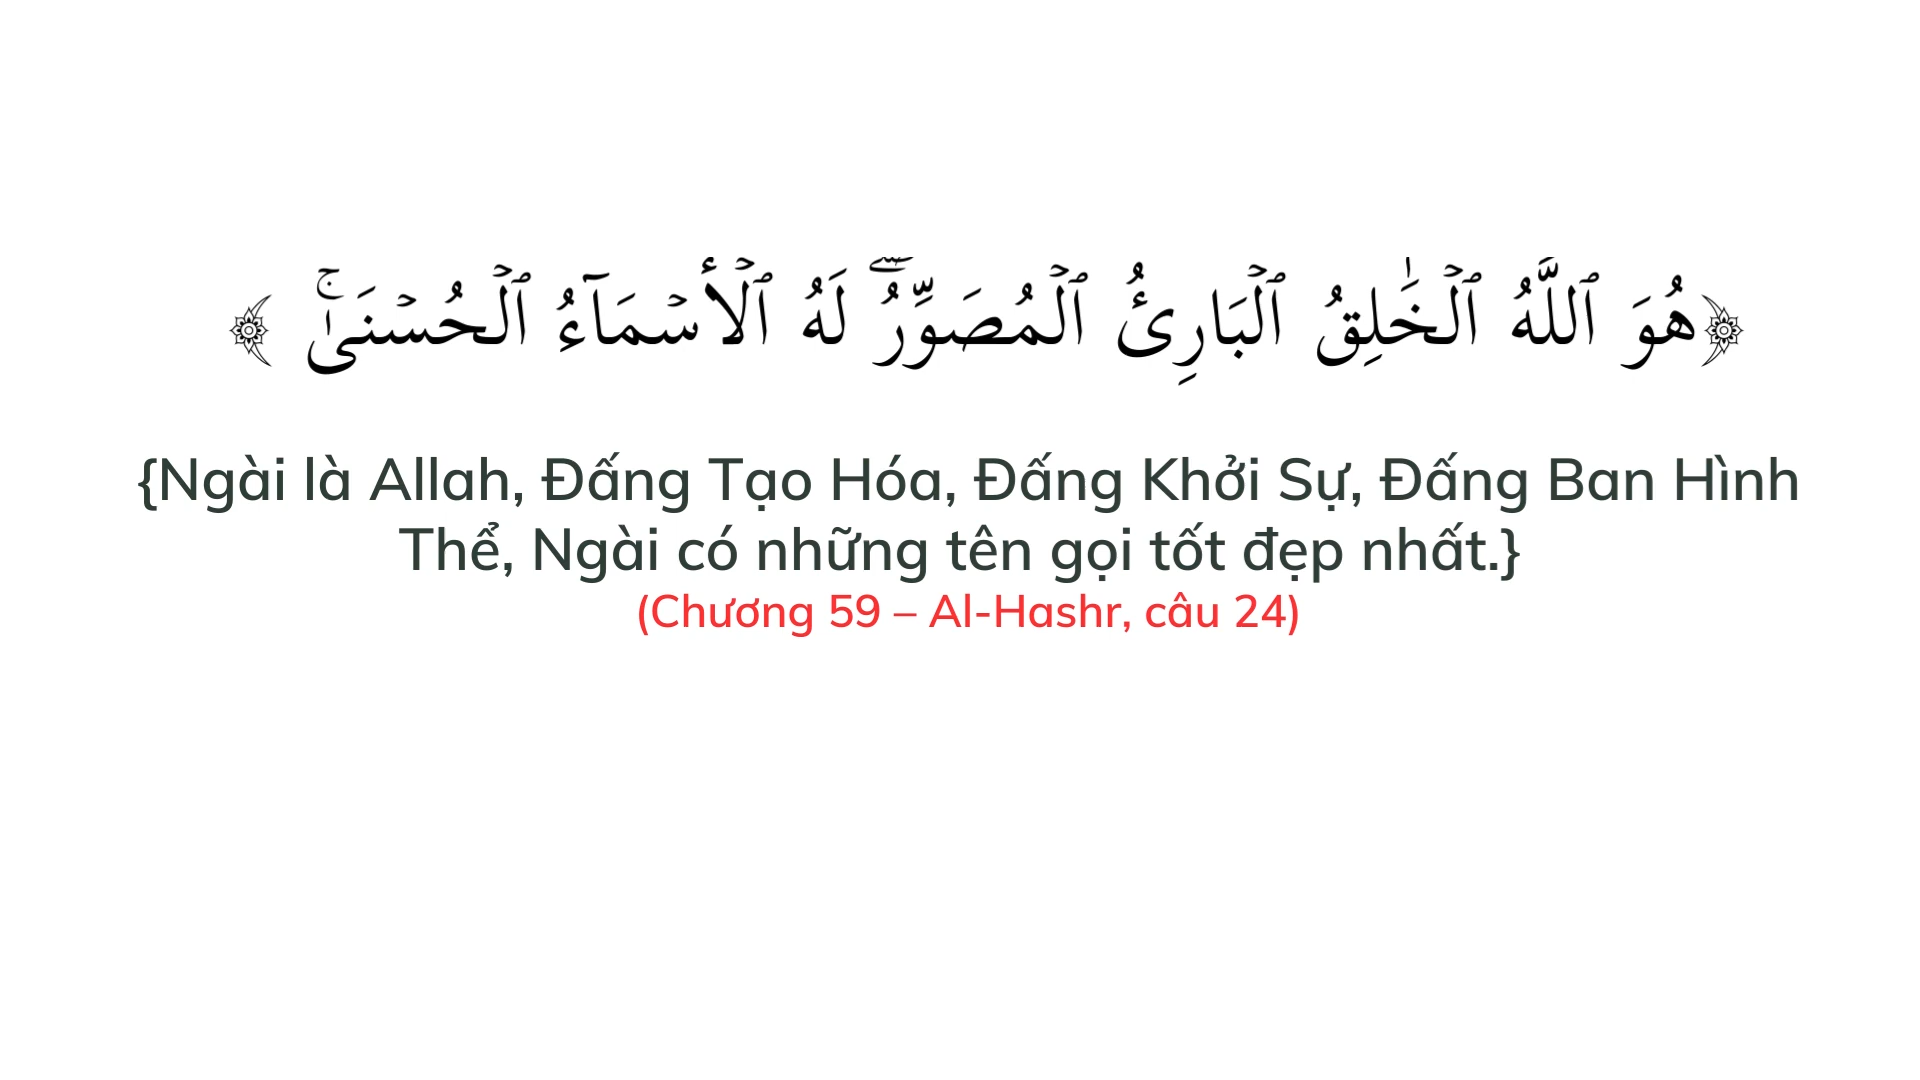 ﴿هُوَ ٱللَّهُ ٱلۡخَٰلِقُ ٱلۡبَارِئُ ٱلۡمُصَوِّرُۖ لَهُ ٱلۡأَسۡمَآءُ ٱلۡحُسۡنَىٰۚ ﴾
{Ngài là Allah, Đấng Tạo Hóa, Đấng Khởi Sự, Đấng Ban Hình
Thể, Ngài có những tên gọi tốt đẹp nhất.}
(Chương 59 – Al-Hashr, câu 24)